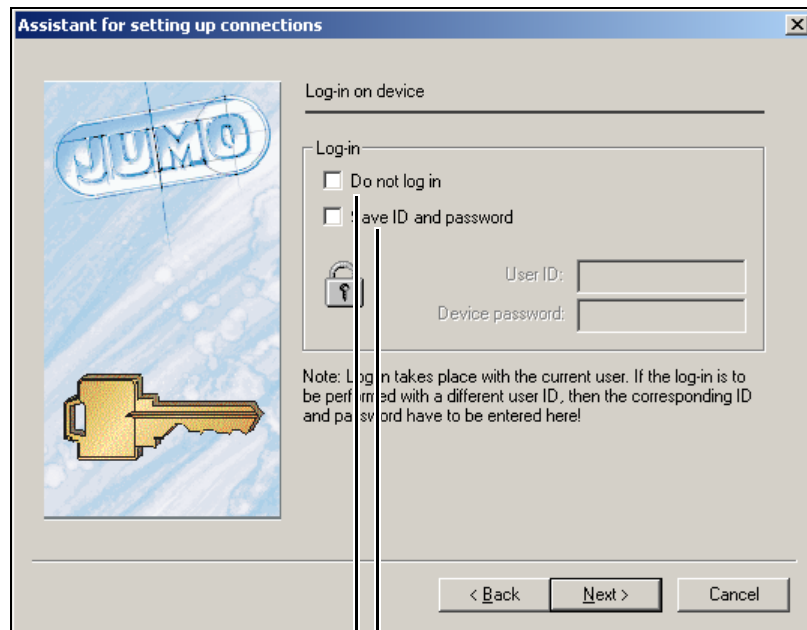 Assistant for setting up connections
JUMO
Log-in on device
Log-in
Do not log in
Save ID and password
User ID:
Device password:
Note: Log-in takes place with the current user. If the log-in is to
be performed with a different user ID, then the corresponding ID
and password have to be entered here!
< Back
Next >
Cancel